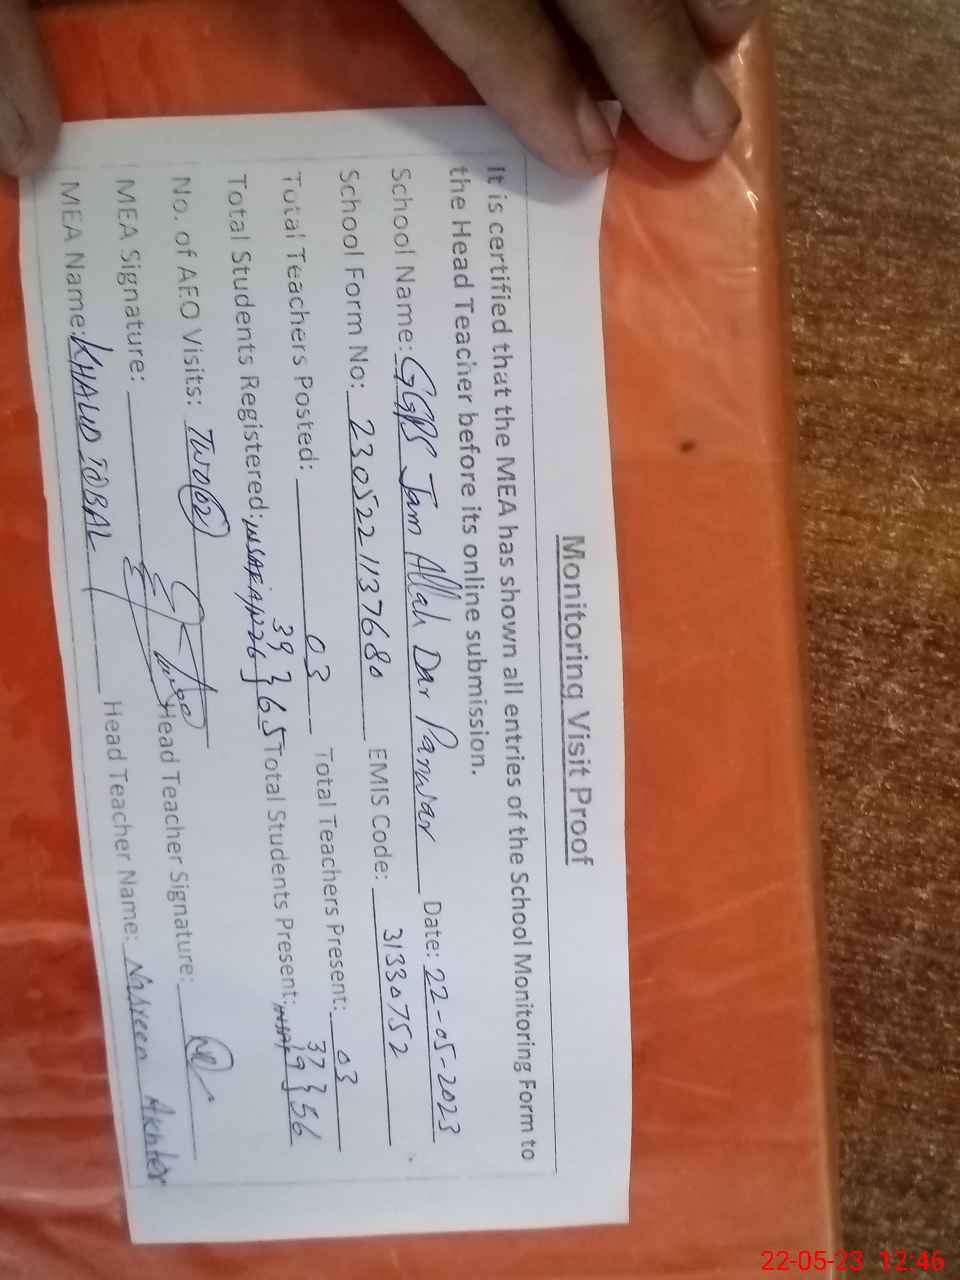 Monitoring Visit Proof
It is certified that the MEA has shown all entries of the School Monitoring Form to
the Head Teacher before its online submission.
School Name: GGPS Jam Allah Dar Panwar Date: 22-05-2023
School Form No: 2305221137680 EMIS Code: 31330752
Total Teachers Posted: 03 Total Teachers Present: 03
Total Students Registered: 39 26 } 65 Total Students Present: 37 19 } 56
No. of AEO Visits: Two (02)
MEA Signature: Head Teacher Signature:
MEA Name: KHALID IQBAL Head Teacher Name: Nasreen Akhter
22-05-23 12:46